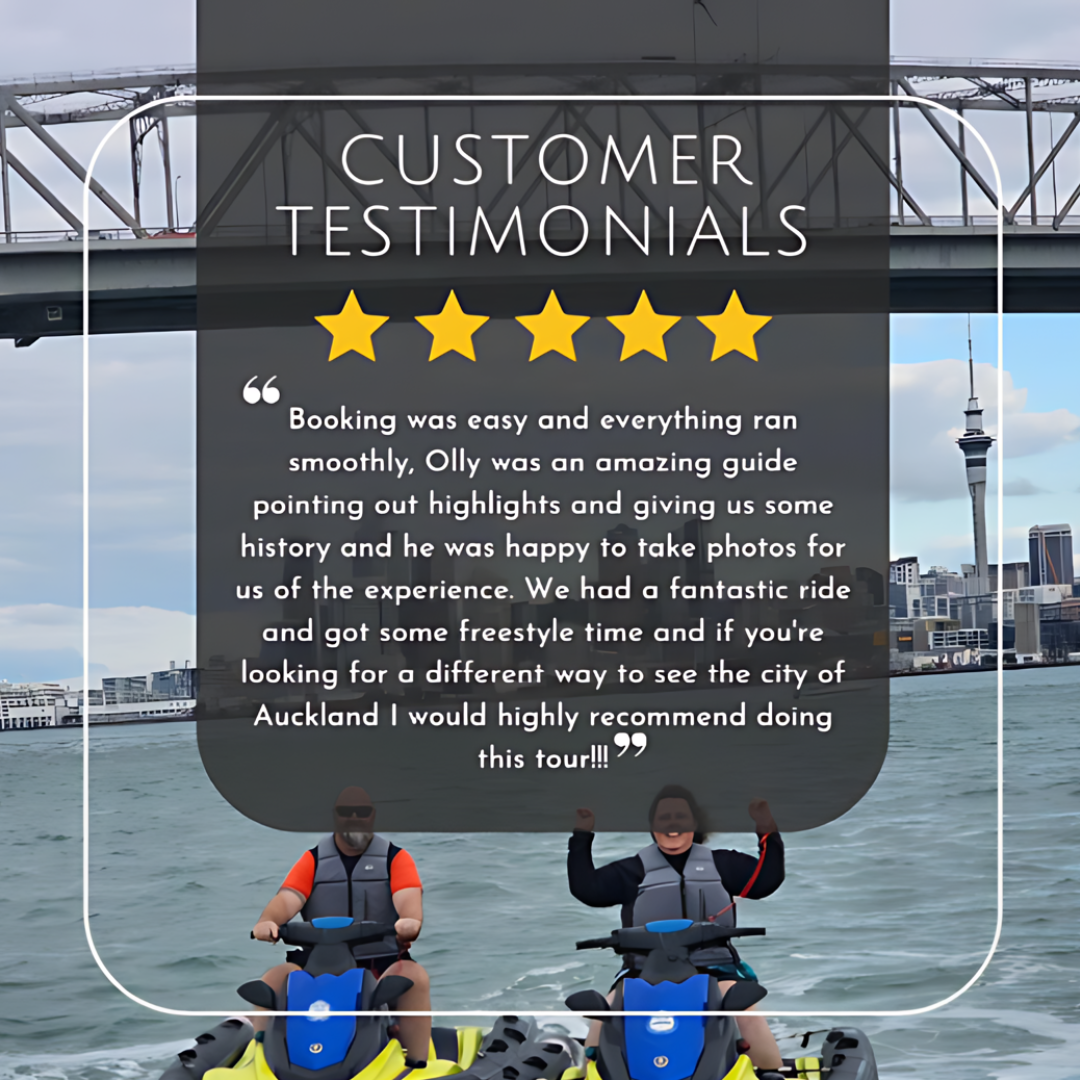 CUSTOMER
TESTIMONIALS
“ Booking was easy and everything ran
smoothly, Olly was an amazing guide
pointing out highlights and giving us some
history and he was happy to take photos for
us of the experience. We had a fantastic ride
and got some freestyle time and if you're
looking for a different way to see the city of
Auckland I would highly recommend doing
this tour!!! ”